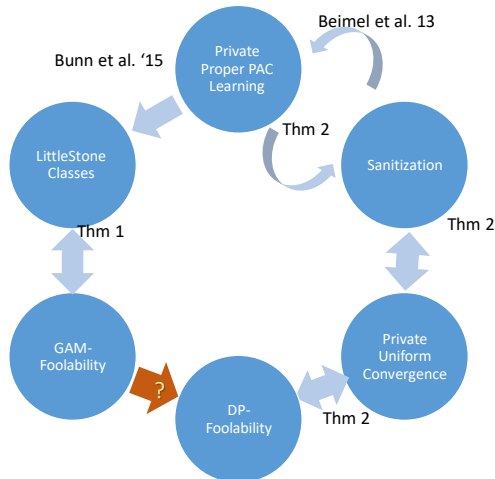 Beimel et al. 13
Bunn et al. ‘15
Private
Proper PAC
Learning
Thm 2
LittleStone
Classes
Sanitization
Thm 1
Thm 2
GAM-
Foolability
Private
Uniform
Convergence
?
DP-
Foolability
Thm 2